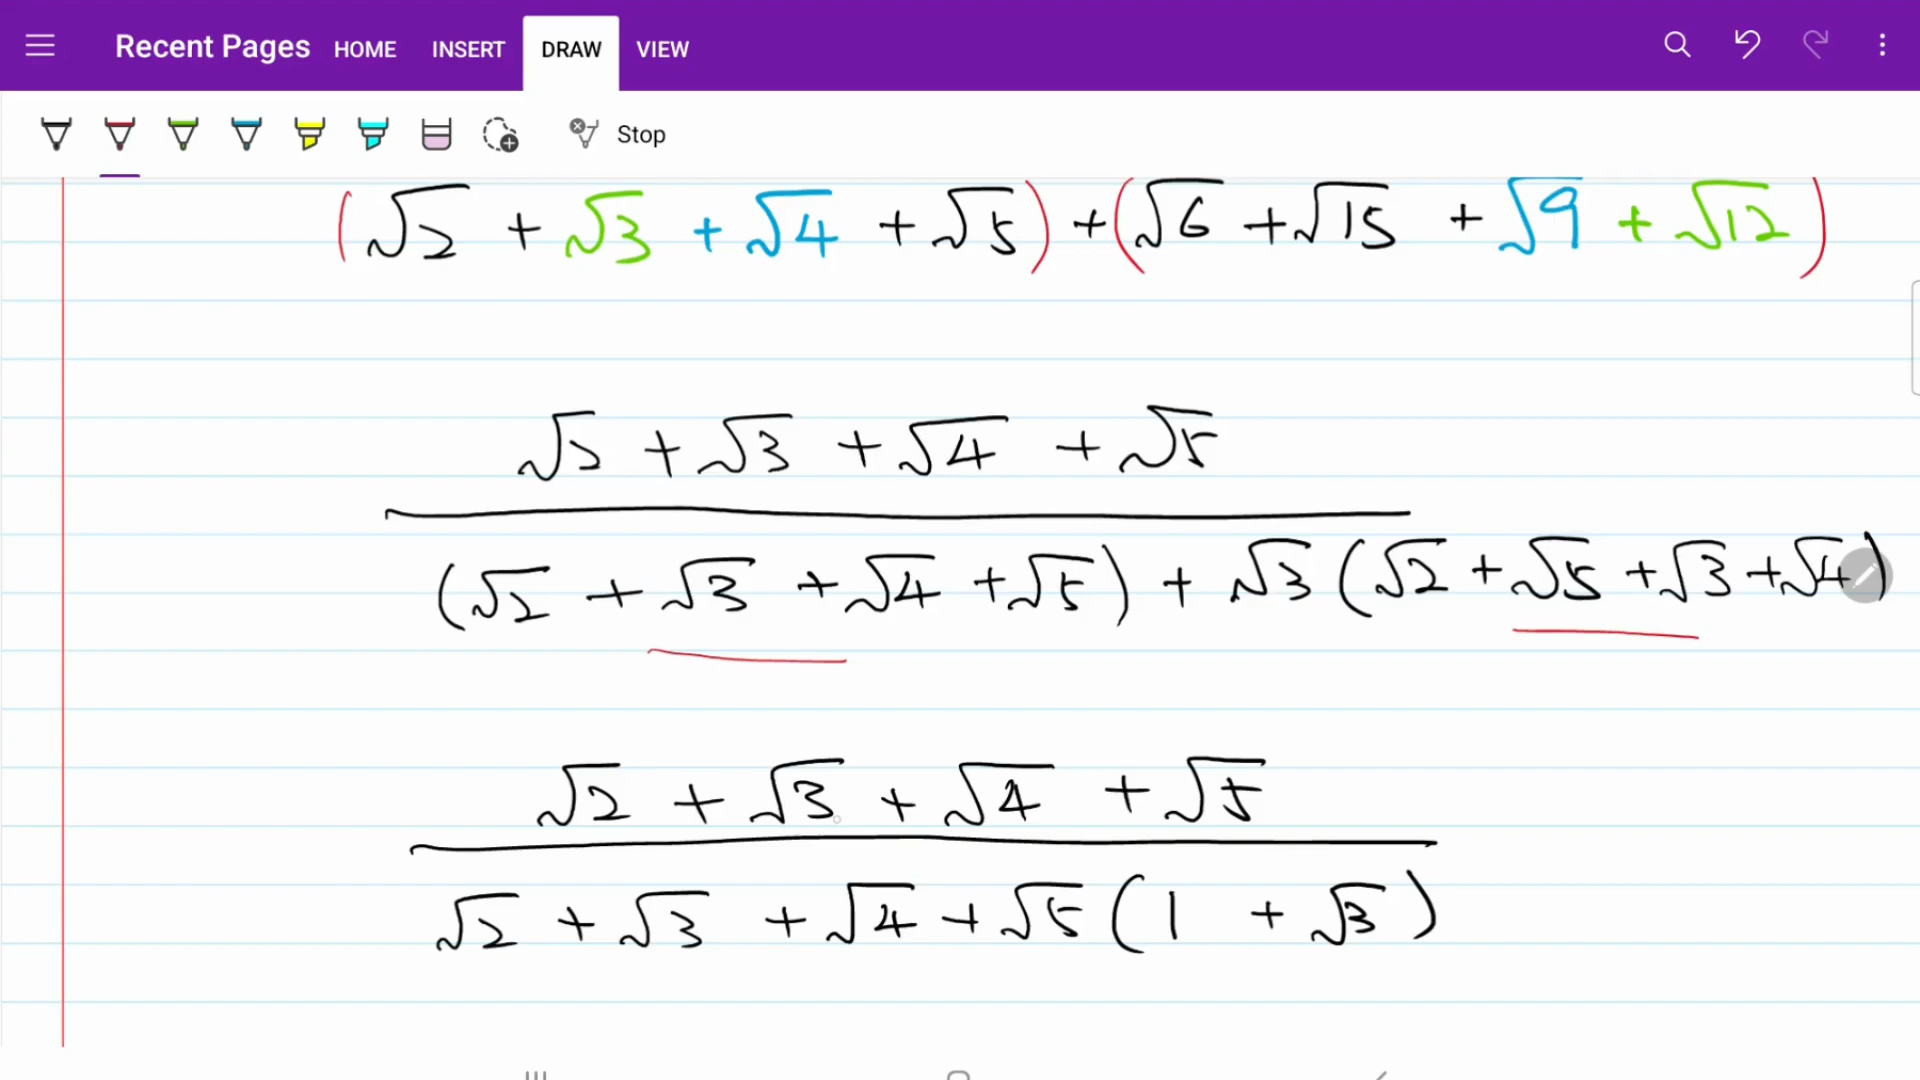 Recent Pages HOME INSERT DRAW VIEW
Stop
(√2 + √3 + √4 + √5) + (√6 + √15 + √9 + √12)
√2 + √3 + √4 + √5
(√2 + √3 + √4 + √5) + √3 (√2 + √5 + √3 + √4)
√2 + √3 + √4 + √5
√2 + √3 + √4 + √5 (1 + √3)